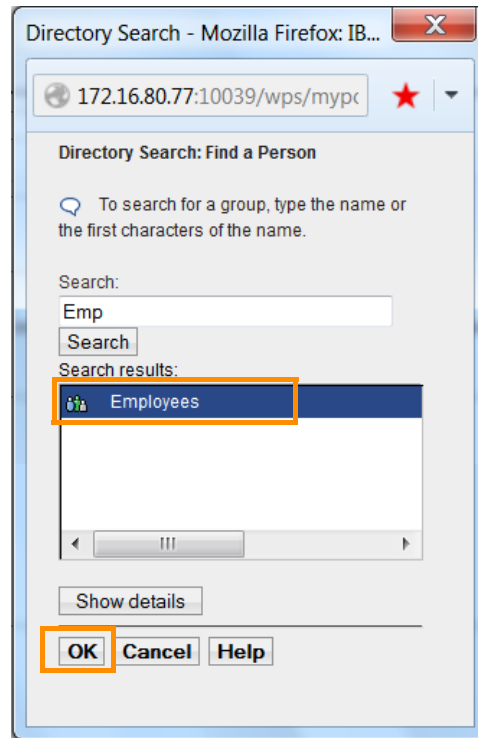 Directory Search - Mozilla Firefox: IB...
X
172.16.80.77:10039/wps/mypo
Directory Search: Find a Person
To search for a group, type the name or
the first characters of the name.
Search:
Emp
Search
Search results:
Employees
Show details
OK Cancel Help